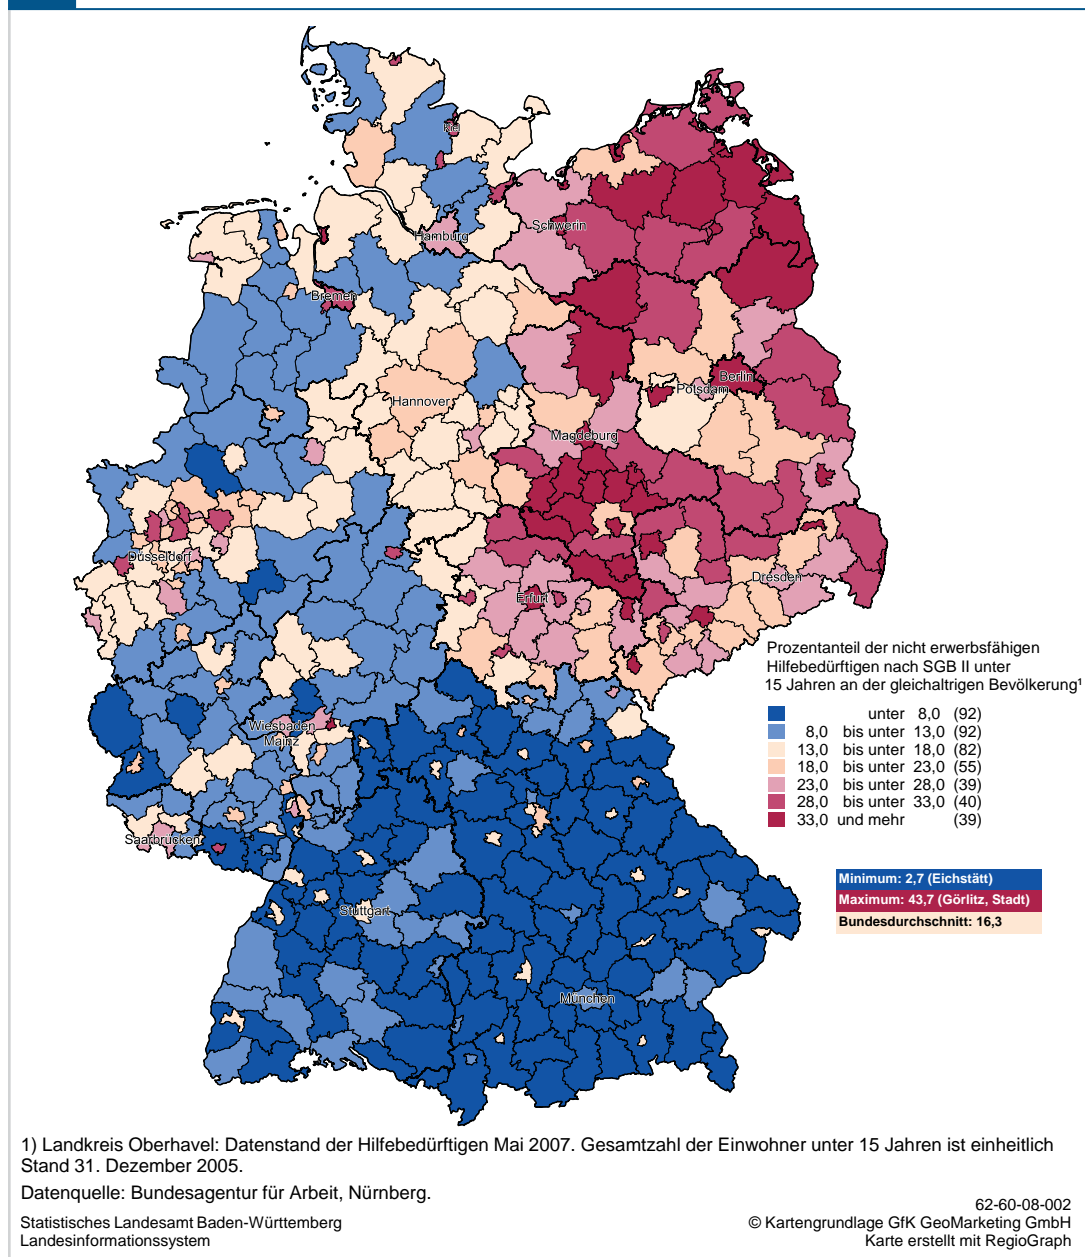 Kiel
Schwerin
Hamburg
Bremen
Berlin
Potsdam
Hannover
Magdeburg
Düsseldorf
Dresden
Erfurt
Wiesbaden
Mainz
Saarbrücken
Stuttgart
München
Prozentanteil der nicht erwerbsfähigen
Hilfebedürftigen nach SGB II unter
15 Jahren an der gleichaltrigen Bevölkerung¹
unter 8,0 (92)
8,0 bis unter 13,0 (92)
13,0 bis unter 18,0 (82)
18,0 bis unter 23,0 (55)
23,0 bis unter 28,0 (39)
28,0 bis unter 33,0 (40)
33,0 und mehr (39)
Minimum: 2,7 (Eichstätt)
Maximum: 43,7 (Görlitz, Stadt)
Bundesdurchschnitt: 16,3
1) Landkreis Oberhavel: Datenstand der Hilfebedürftigen Mai 2007. Gesamtzahl der Einwohner unter 15 Jahren ist einheitlich
Stand 31. Dezember 2005.
Datenquelle: Bundesagentur für Arbeit, Nürnberg.
Statistisches Landesamt Baden-Württemberg
Landesinformationssystem
62-60-08-002
© Kartengrundlage GfK GeoMarketing GmbH
Karte erstellt mit RegioGraph